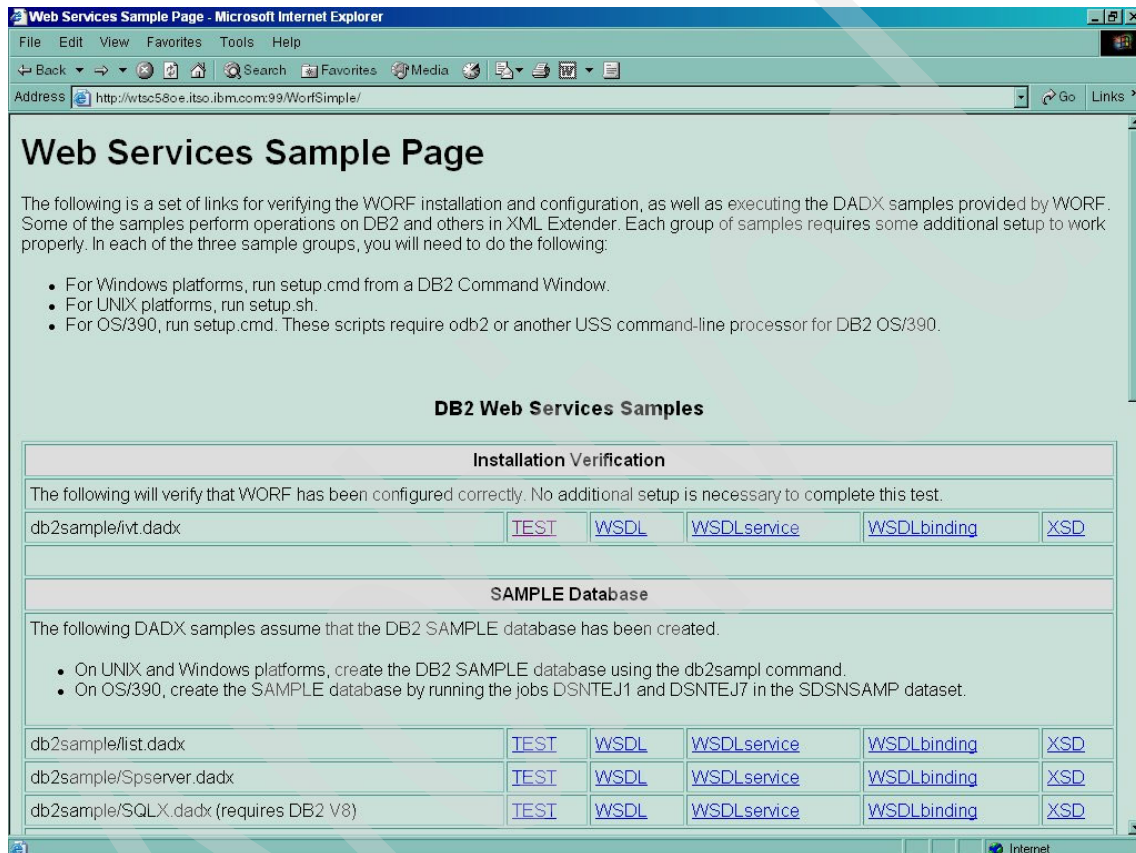 Web Services Sample Page - Microsoft Internet Explorer
File Edit View Favorites Tools Help
Back Search Favorites Media
Address http://wtsc58oe.itso.ibm.com:99/WorfSimple/ Go Links
Web Services Sample Page
The following is a set of links for verifying the WORF installation and configuration, as well as executing the DADX samples provided by WORF.
Some of the samples perform operations on DB2 and others in XML Extender. Each group of samples requires some additional setup to work
properly. In each of the three sample groups, you will need to do the following:
• For Windows platforms, run setup.cmd from a DB2 Command Window.
• For UNIX platforms, run setup.sh.
• For OS/390, run setup.cmd. These scripts require odb2 or another USS command-line processor for DB2 OS/390.
DB2 Web Services Samples
Installation Verification
The following will verify that WORF has been configured correctly. No additional setup is necessary to complete this test.
db2sample/ivt.dadx TEST WSDL WSDLservice WSDLbinding XSD
SAMPLE Database
The following DADX samples assume that the DB2 SAMPLE database has been created.
• On UNIX and Windows platforms, create the DB2 SAMPLE database using the db2sampl command.
• On OS/390, create the SAMPLE database by running the jobs DSNTEJ1 and DSNTEJ7 in the SDSNSAMP dataset.
db2sample/list.dadx TEST WSDL WSDLservice WSDLbinding XSD
db2sample/Spserver.dadx TEST WSDL WSDLservice WSDLbinding XSD
db2sample/SQLX.dadx (requires DB2 V8) TEST WSDL WSDLservice WSDLbinding XSD
Internet